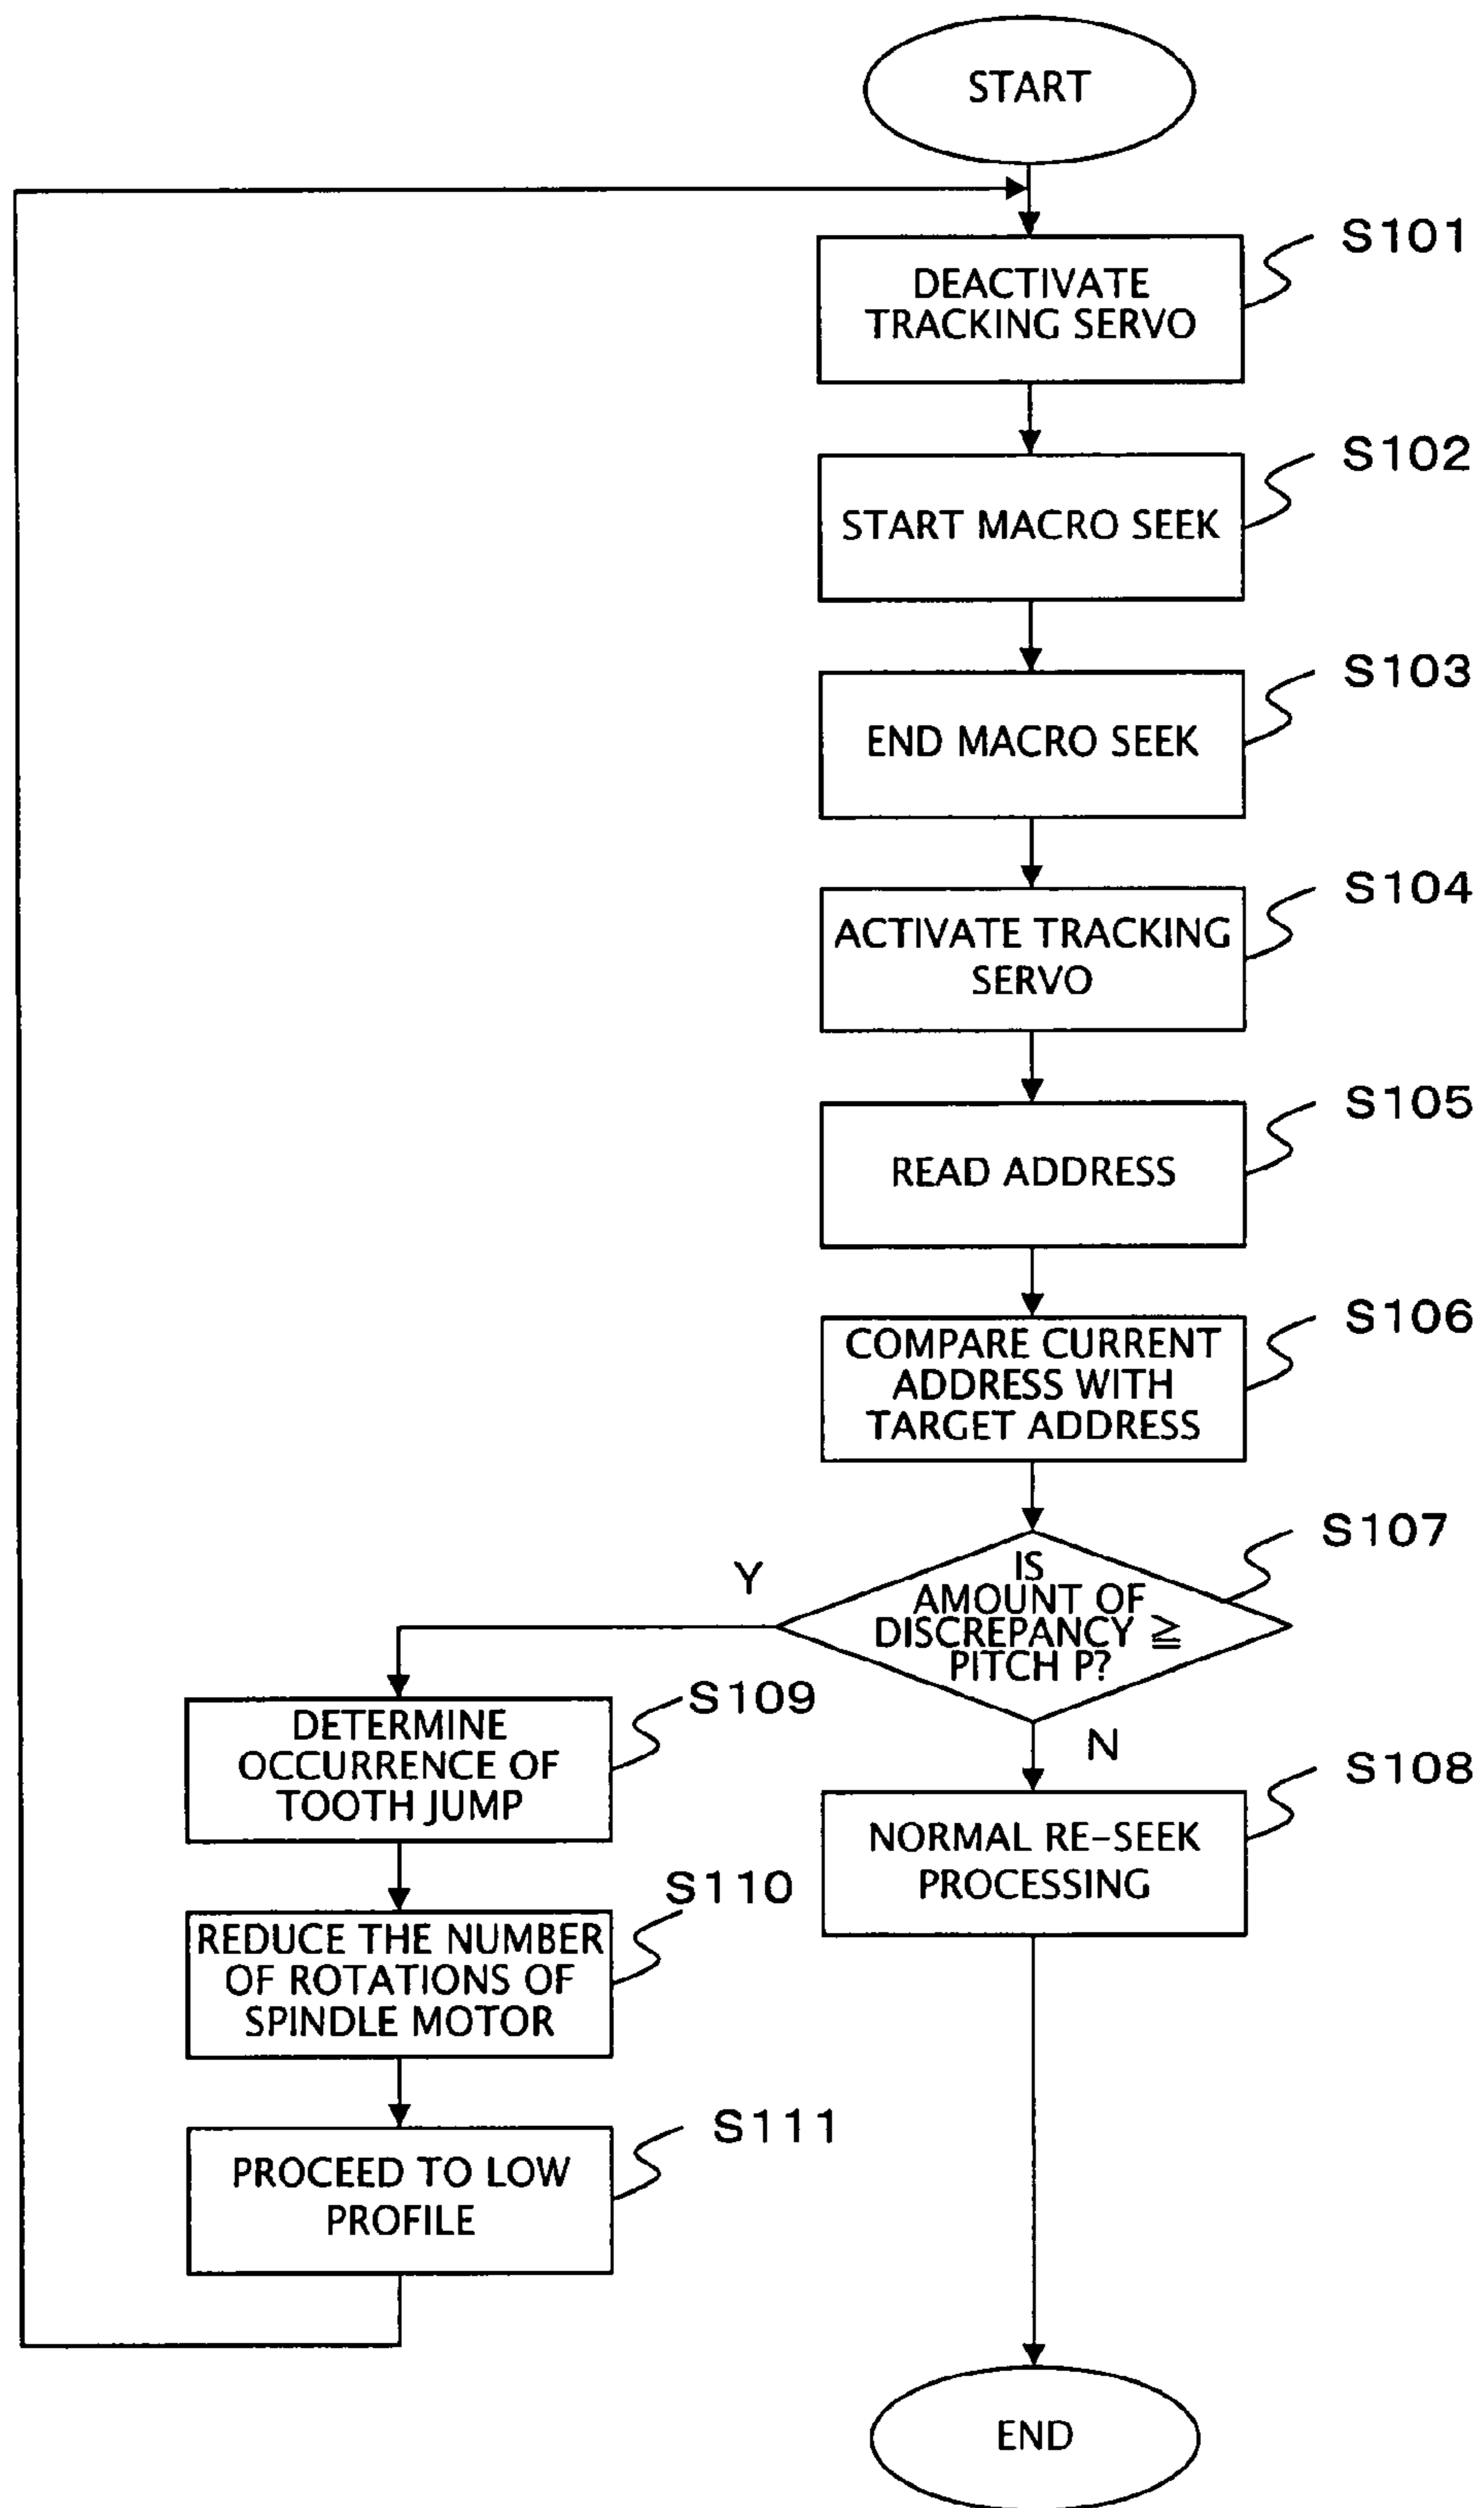 START
S101
DEACTIVATE
TRACKING SERVO
S102
START MACRO SEEK
S103
END MACRO SEEK
S104
ACTIVATE TRACKING
SERVO
S105
READ ADDRESS
S106
COMPARE CURRENT
ADDRESS WITH
TARGET ADDRESS
S107
IS
AMOUNT OF
DISCREPANCY ≧
PITCH P?
Y
N
S109
DETERMINE
OCCURRENCE OF
TOOTH JUMP
S108
NORMAL RE-SEEK
PROCESSING
S110
REDUCE THE NUMBER
OF ROTATIONS OF
SPINDLE MOTOR
S111
PROCEED TO LOW
PROFILE
END